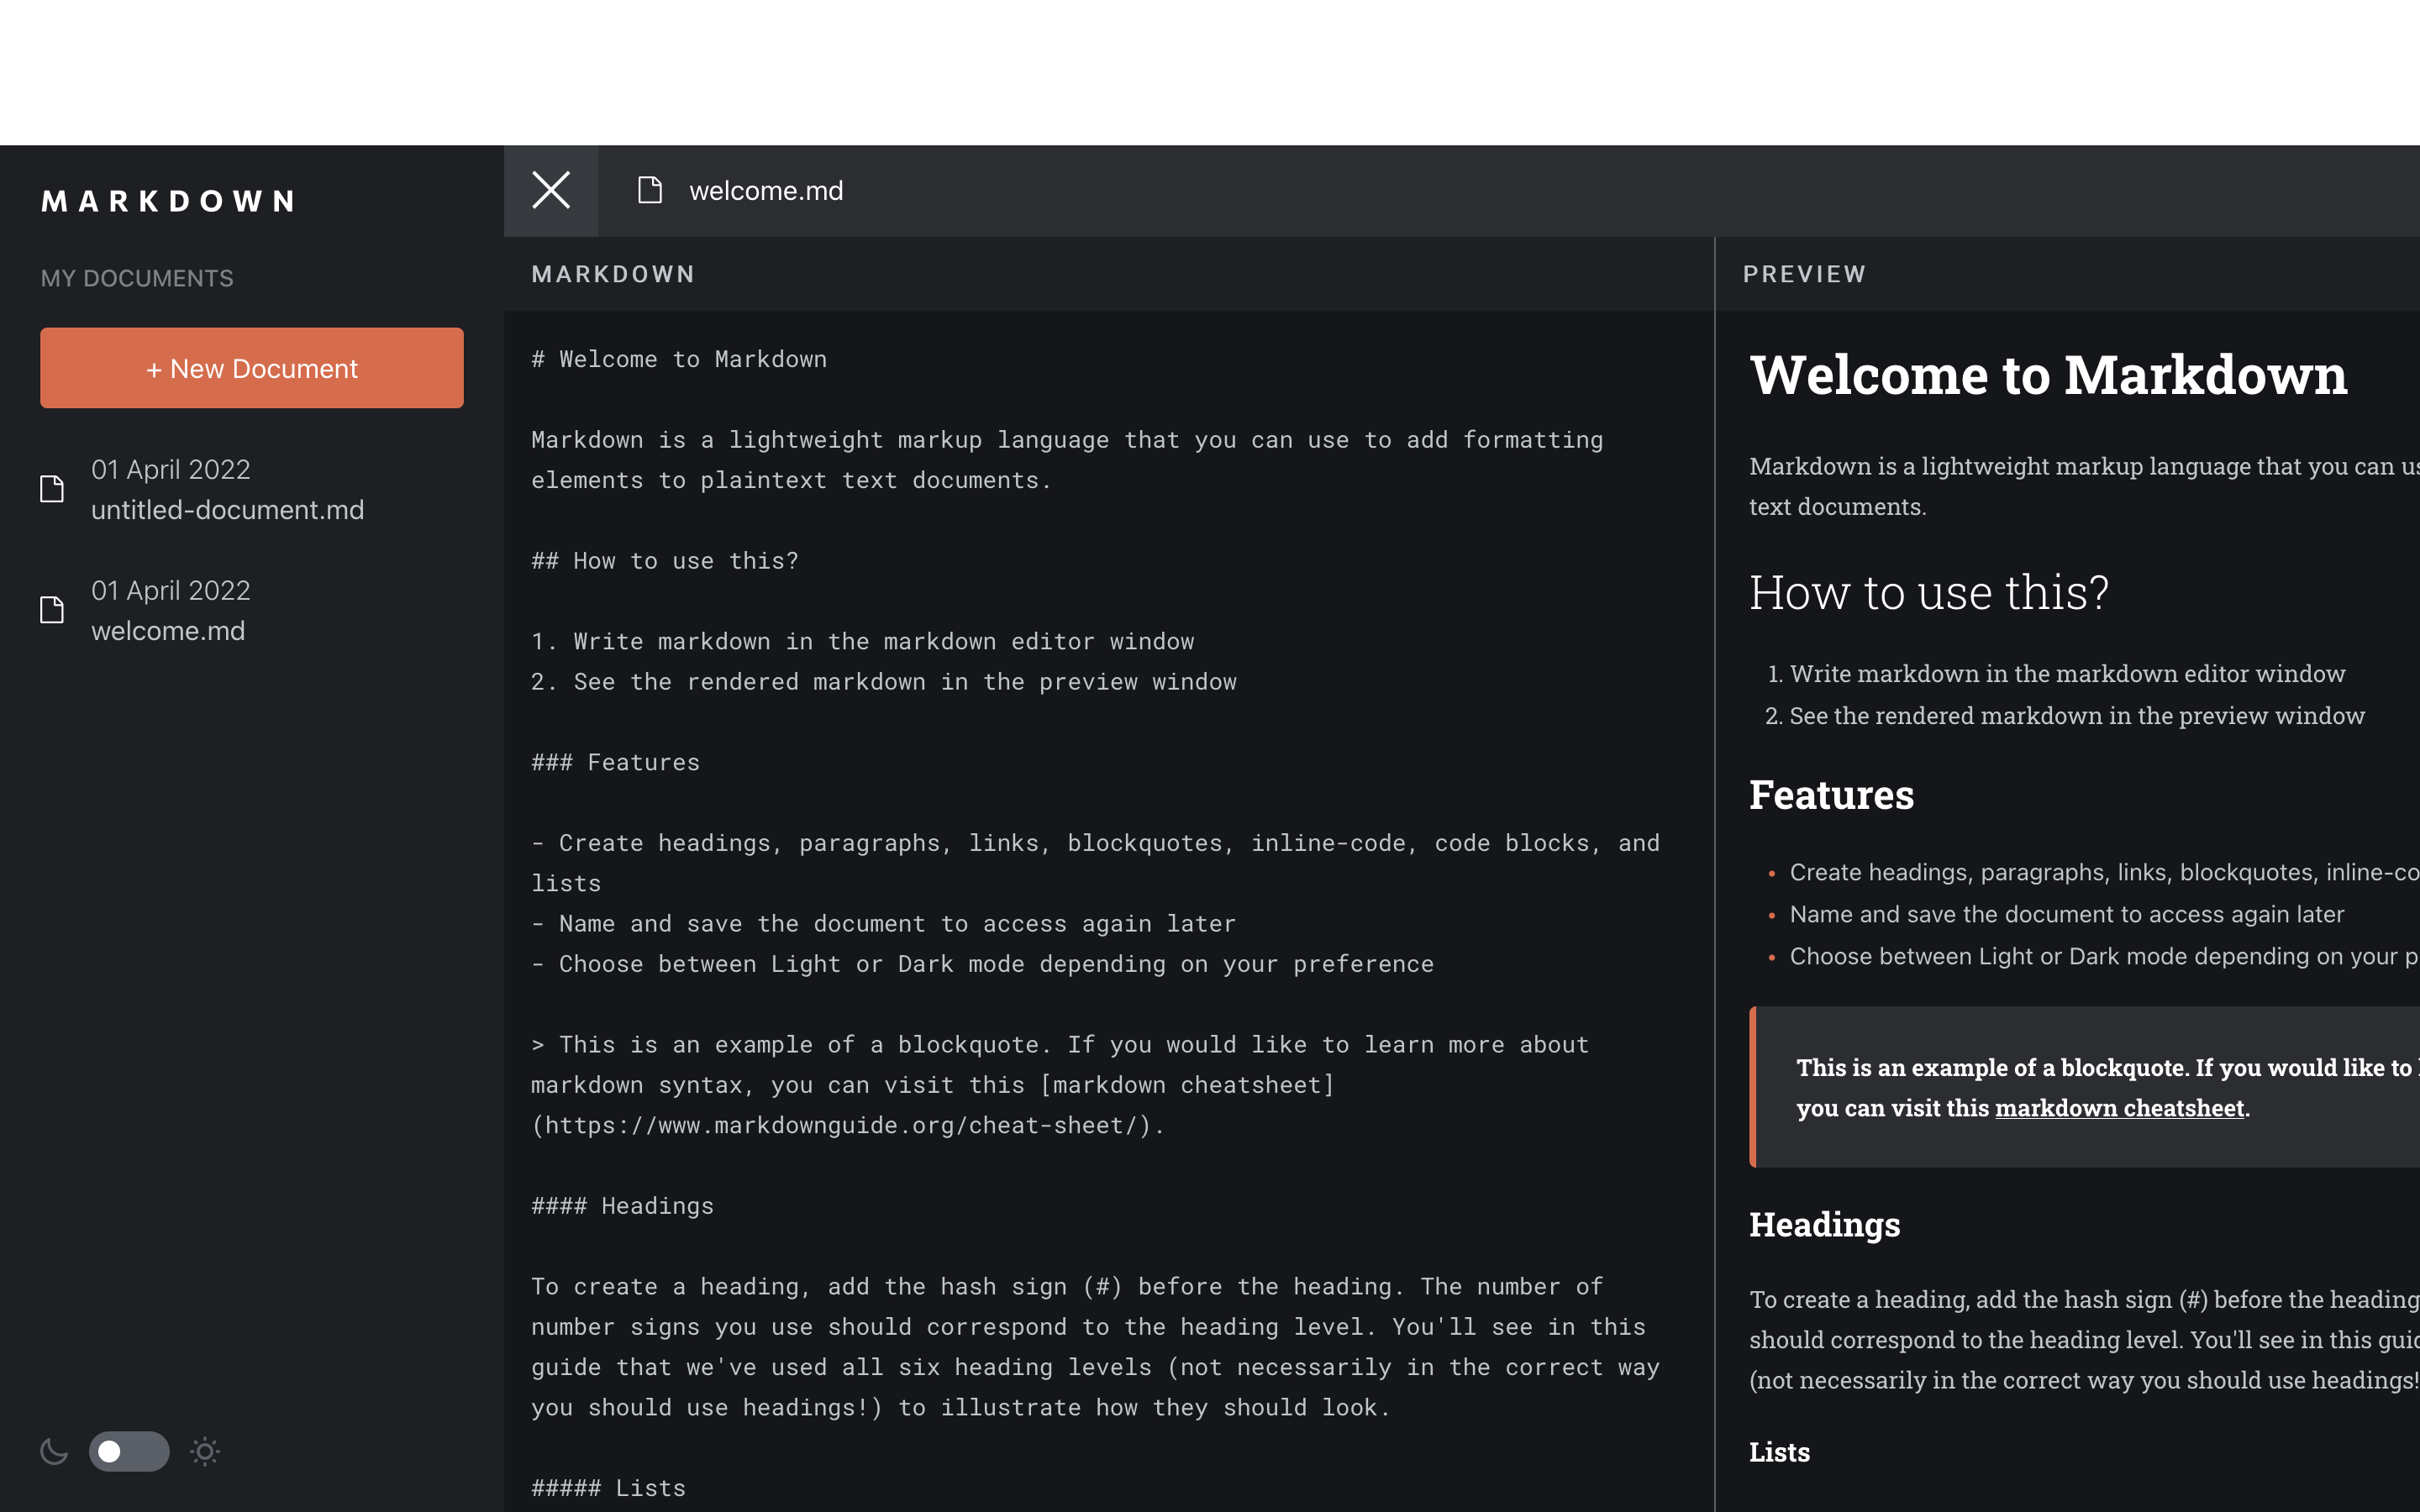 MARKDOWN
MY DOCUMENTS
+ New Document
01 April 2022
untitled-document.md
01 April 2022
welcome.md
welcome.md
MARKDOWN
# Welcome to Markdown
Markdown is a lightweight markup language that you can use to add formatting
elements to plaintext text documents.
## How to use this?
1. Write markdown in the markdown editor window
2. See the rendered markdown in the preview window
### Features
- Create headings, paragraphs, links, blockquotes, inline-code, code blocks, and
lists
- Name and save the document to access again later
- Choose between Light or Dark mode depending on your preference
> This is an example of a blockquote. If you would like to learn more about
markdown syntax, you can visit this [markdown cheatsheet]
(https://www.markdownguide.org/cheat-sheet/).
#### Headings
To create a heading, add the hash sign (#) before the heading. The number of
number signs you use should correspond to the heading level. You'll see in this
guide that we've used all six heading levels (not necessarily in the correct way
you should use headings!) to illustrate how they should look.
##### Lists
PREVIEW
Welcome to Markdown
Markdown is a lightweight markup language that you can
text documents.
How to use this?
1. Write markdown in the markdown editor window
2. See the rendered markdown in the preview window
Features
• Create headings, paragraphs, links, blockquotes, inline-co
• Name and save the document to access again later
• Choose between Light or Dark mode depending on your
This is an example of a blockquote. If you would like to
you can visit this markdown cheatsheet.
Headings
To create a heading, add the hash sign (#) before the heading
should correspond to the heading level. You'll see in this
(not necessarily in the correct way you should use headings!
Lists